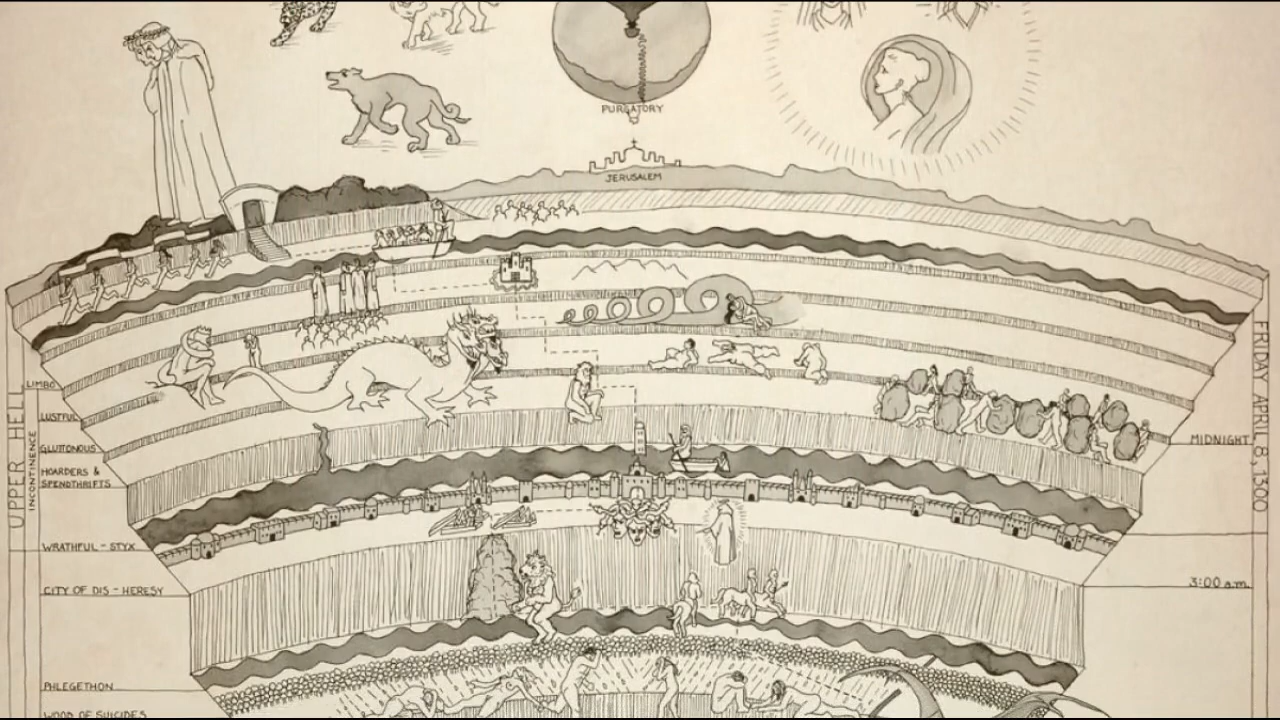 PURGATORY
JERUSALEM
UPPER HELL
INCONTINENCE
LIMBO
LUSTFUL
GLUTTONOUS
HOARDERS &
SPENDTHRIFTS
WRATHFUL - STYX
CITY OF DIS - HERESY
PHLEGETHON
WOOD OF SUICIDES
FRIDAY APRIL 8, 1300
MIDNIGHT
3:00 a.m.